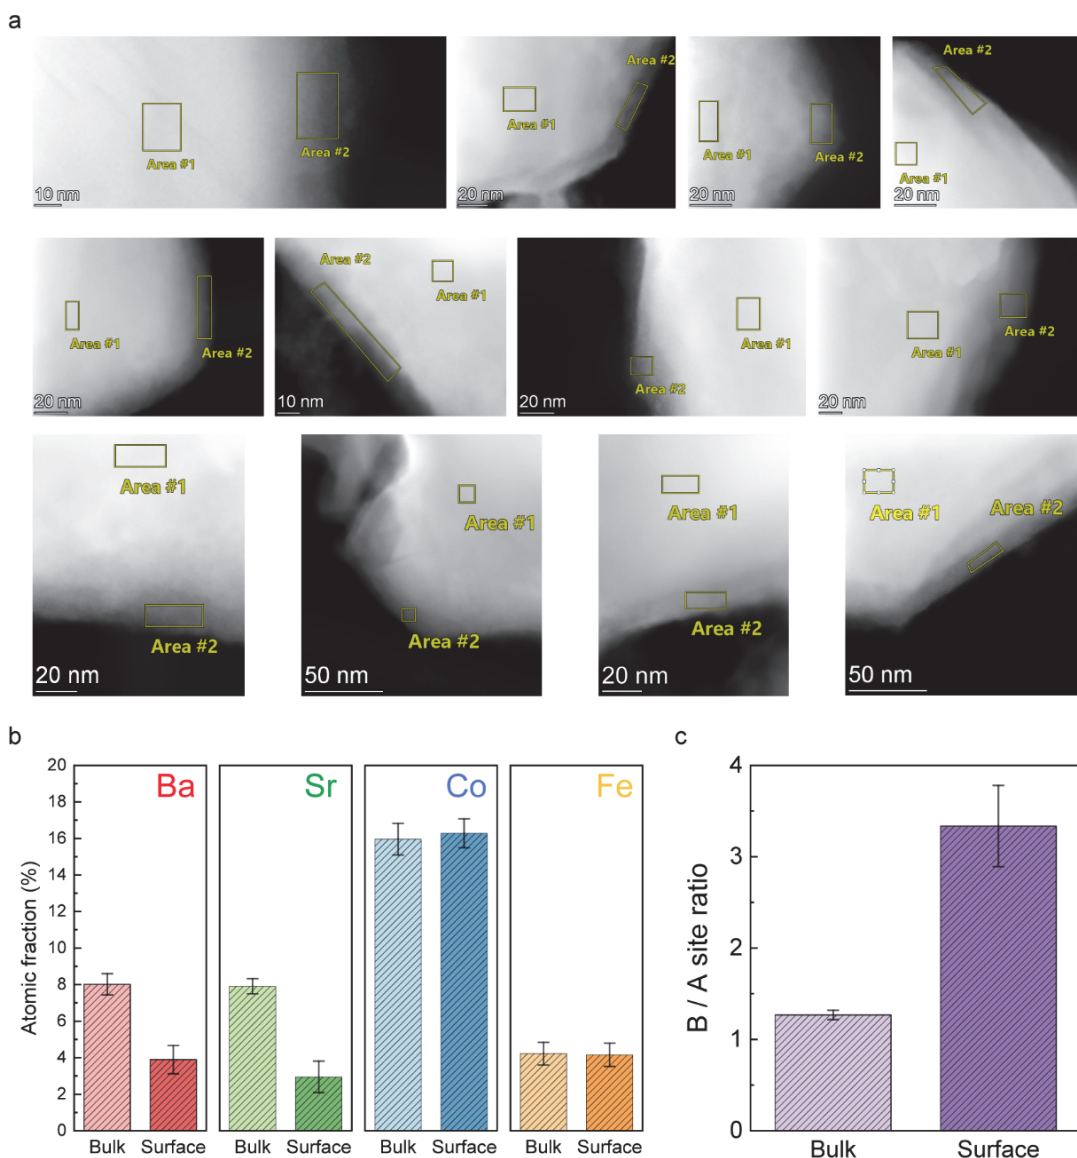 a
Area #1
Area #2
10 nm
Area #2
Area #1
20 nm
Area #1
Area #2
20 nm
Area #2
Area #1
20 nm
Area #1
Area #2
20 nm
Area #2
Area #1
10 nm
Area #1
Area #2
20 nm
Area #2
Area #1
20 nm
Area #1
Area #2
20 nm
Area #1
Area #2
50 nm
Area #1
Area #2
20 nm
Area #1
Area #2
50 nm
b
Atomic fraction (%)
20
18
16
14
12
10
8
6
4
2
0
Ba
Sr
Co
Fe
Bulk Surface
Bulk Surface
Bulk Surface
Bulk Surface
c
B / A site ratio
4
3
2
1
0
Bulk
Surface